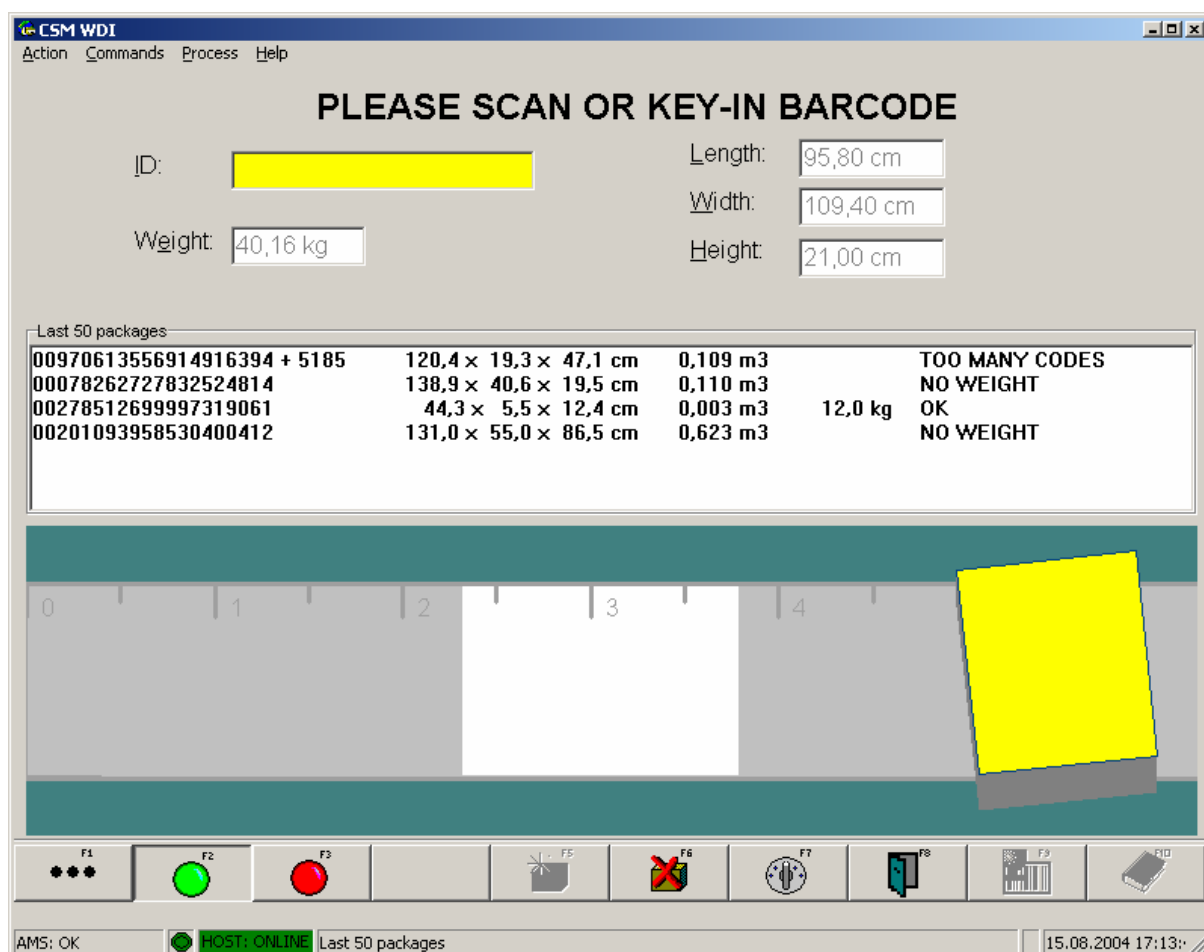 CSM WDI
Action Commands Process Help
PLEASE SCAN OR KEY-IN BARCODE
ID:
Weight: 40,16 kg
Length: 95,80 cm
Width: 109,40 cm
Height: 21,00 cm
Last 50 packages
00970613556914916394 + 5185 120,4 x 19,3 x 47,1 cm 0,109 m3 TOO MANY CODES
00078262727832524814 138,9 x 40,6 x 19,5 cm 0,110 m3 NO WEIGHT
00278512699997319061 44,3 x 5,5 x 12,4 cm 0,003 m3 12,0 kg OK
00201093958530400412 131,0 x 55,0 x 86,5 cm 0,623 m3 NO WEIGHT
0 1 2 3 4
F1 F2 F3 F5 F6 F7 F8 F9 F10
AMS: OK HOST: ONLINE Last 50 packages 15.08.2004 17:13: